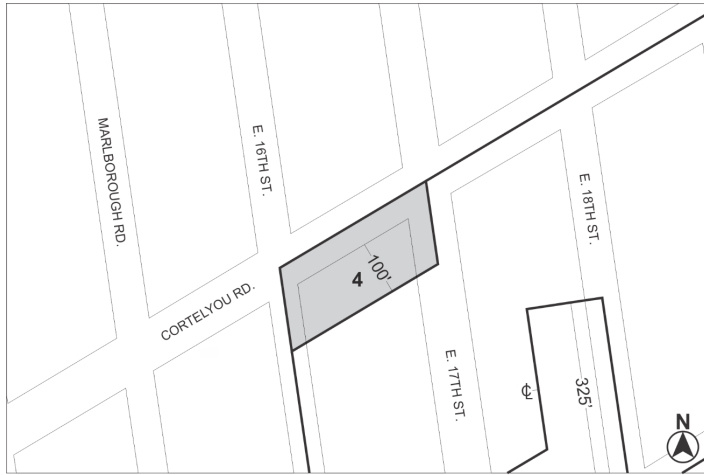 MARLBOROUGH RD.
E. 16TH ST.
E. 18TH ST.
100'
4
CORTELYOU RD.
E. 17TH ST.
℄
325'
N